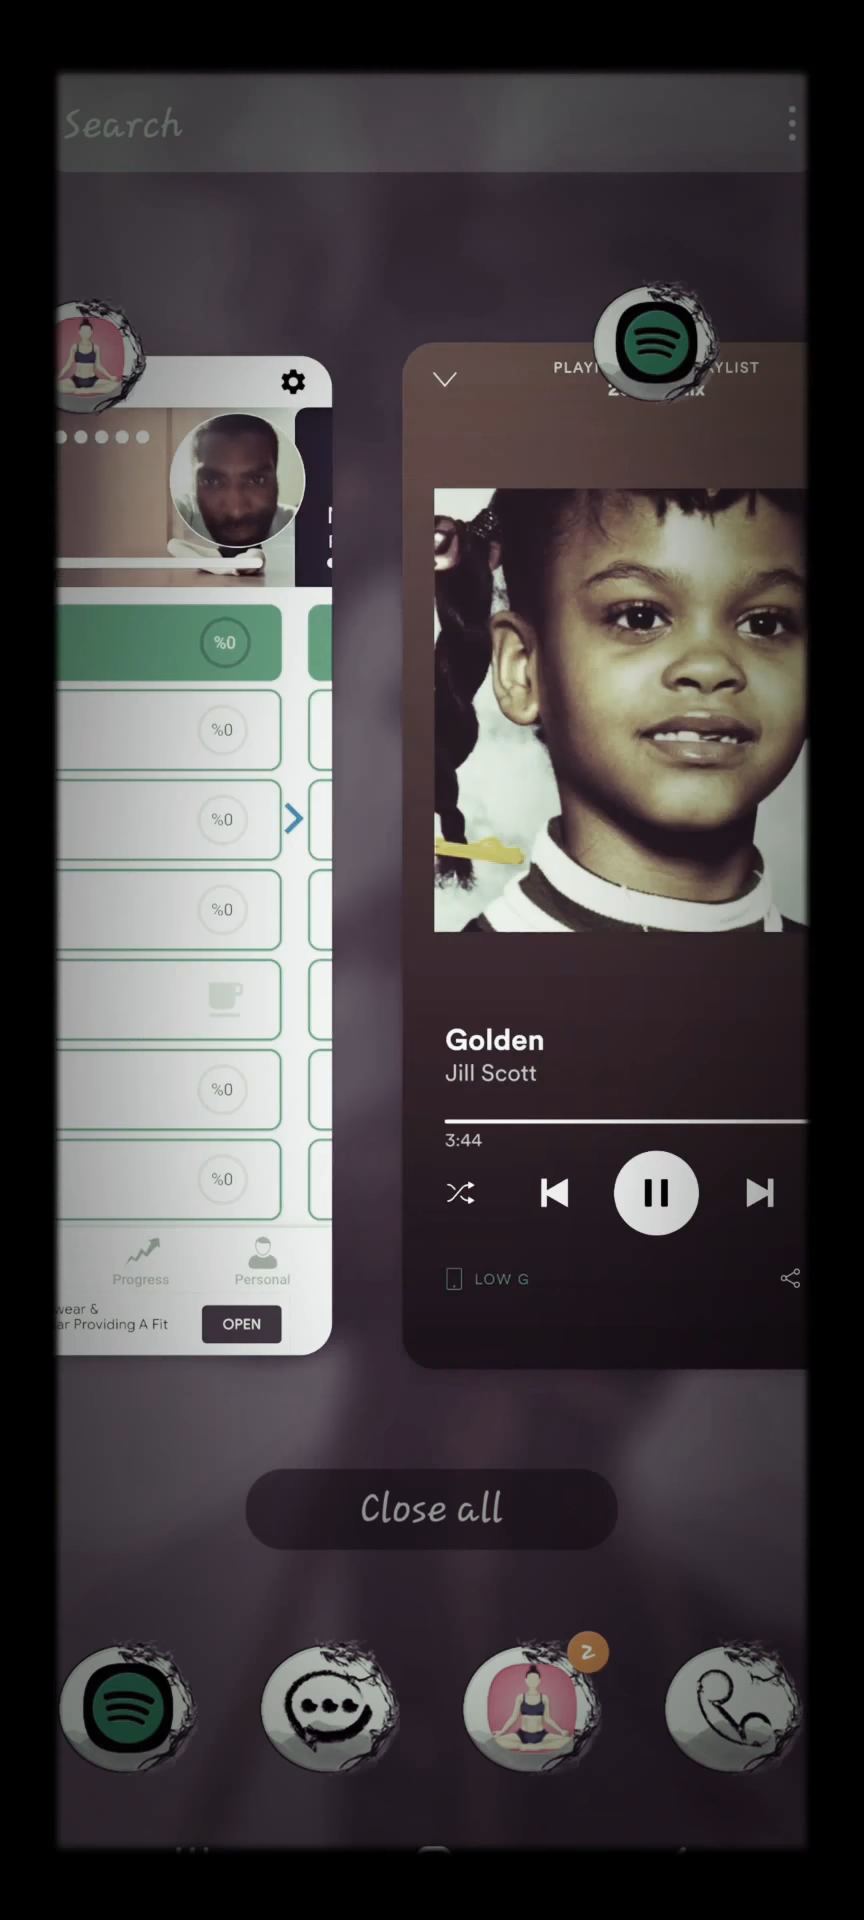 Search
%0
%0
%0
%0
%0
%0
Progress
Personal
wear &
ar Providing A Fit
OPEN
PLAYI
YLIST
Golden
Jill Scott
3:44
LOW G
Close all
2